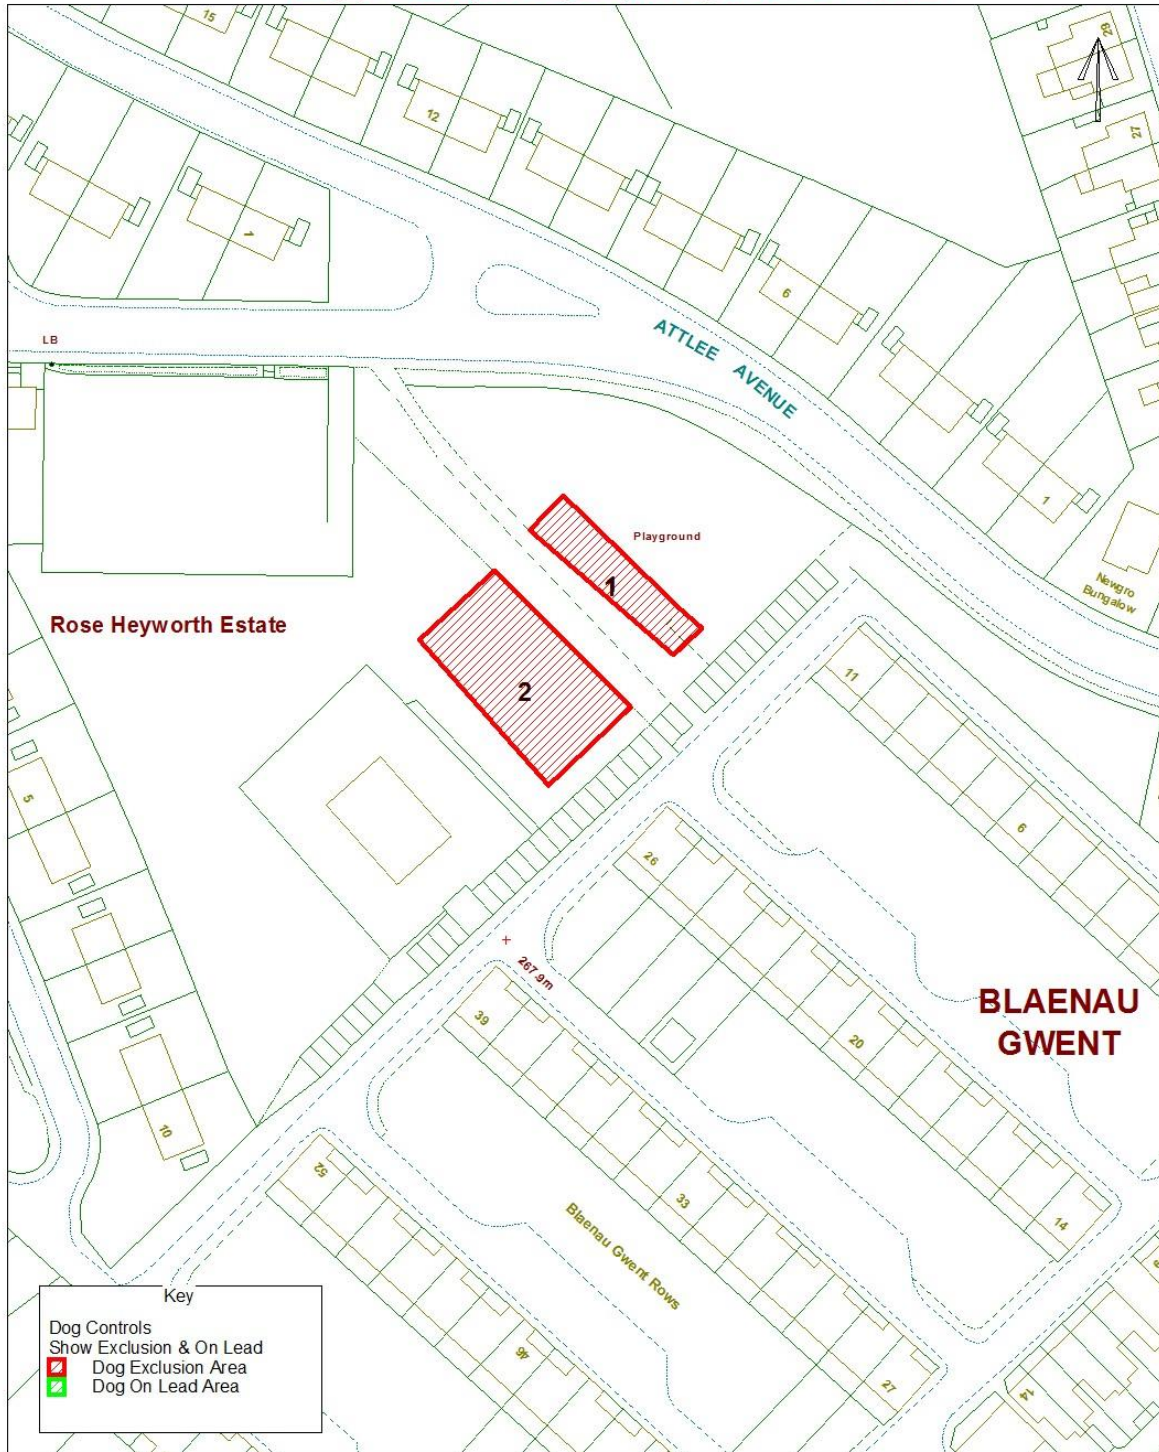 15
28
12
27
1
6
LB
ATTLEE AVENUE
1
Newgro
Bungalow
Playground
1
Rose Heyworth Estate
2
11
5
6
26
267.9m
BLAENAU
GWENT
39
20
10
52
33
14
Blaenau Gwent Rows
46
27
14
Key
Dog Controls
Show Exclusion & On Lead
Dog Exclusion Area
Dog On Lead Area